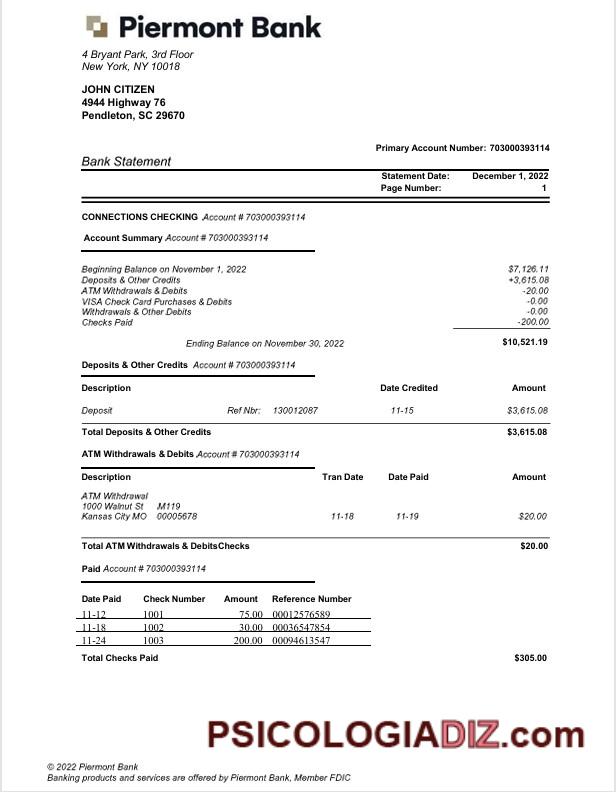 Piermont Bank
4 Bryant Park, 3rd Floor
New York, NY 10018
JOHN CITIZEN
4944 Highway 76
Pendleton, SC 29670
Primary Account Number: 703000393114
Bank Statement
Statement Date: December 1, 2022
Page Number: 1
CONNECTIONS CHECKING Account # 703000393114
Account Summary Account # 703000393114
Beginning Balance on November 1, 2022 $7,126.11
Deposits & Other Credits +3,615.08
ATM Withdrawals & Debits -20.00
VISA Check Card Purchases & Debits -0.00
Withdrawals & Other Debits -0.00
Checks Paid -200.00
Ending Balance on November 30, 2022 $10,521.19
Deposits & Other Credits Account # 703000393114
Description Date Credited Amount
Deposit Ref Nbr: 130012087 11-15 $3,615.08
Total Deposits & Other Credits $3,615.08
ATM Withdrawals & Debits Account # 703000393114
Description Tran Date Date Paid Amount
ATM Withdrawal
1000 Walnut St M119
Kansas City MO 00005678 11-18 11-19 $20.00
Total ATM Withdrawals & DebitsChecks $20.00
Paid Account # 703000393114
Date Paid Check Number Amount Reference Number
11-12 1001 75.00 00012576589
11-18 1002 30.00 00036547854
11-24 1003 200.00 00094613547
Total Checks Paid $305.00
PSICOLOGIADIZ.com
© 2022 Piermont Bank
Banking products and services are offered by Piermont Bank, Member FDIC